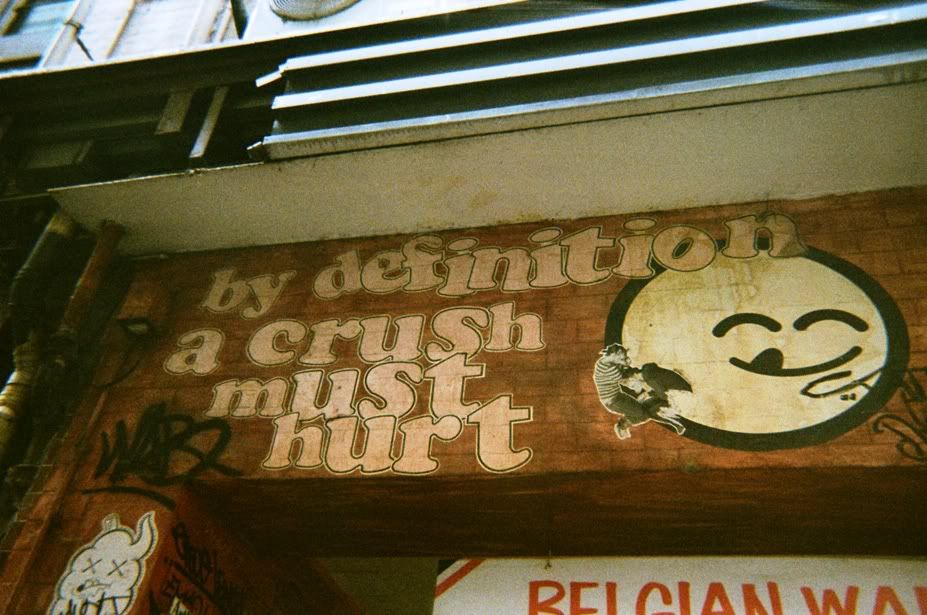 by definition
a crush
must
hurt
BELGIAN WA